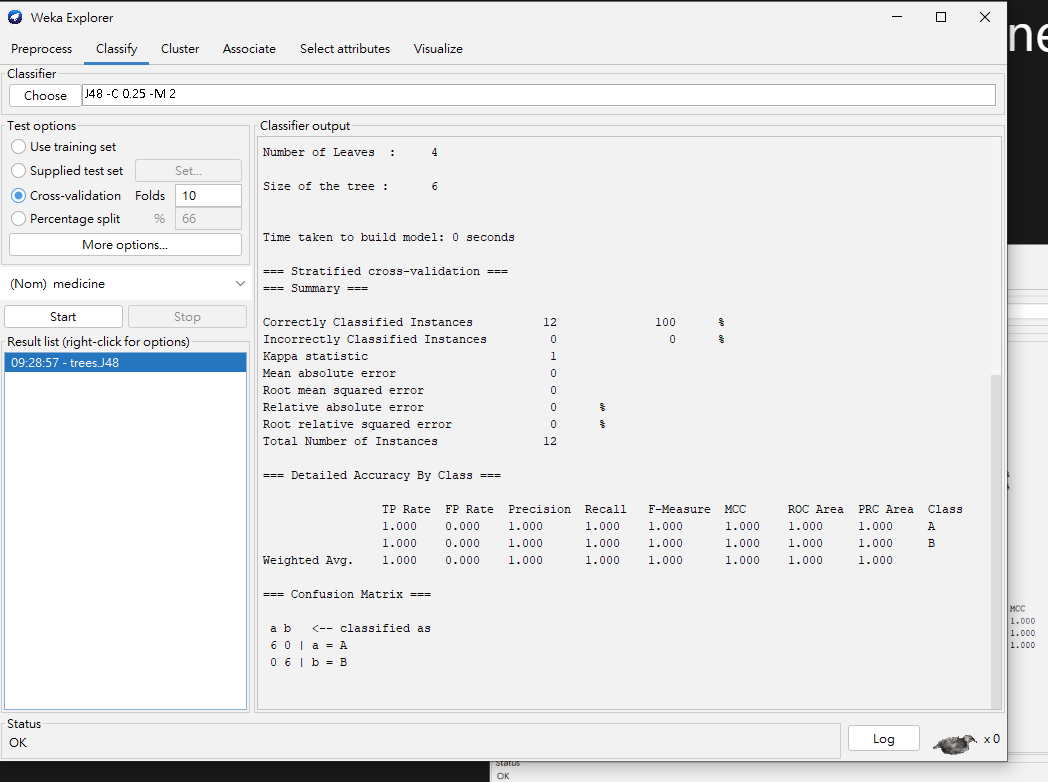 Weka Explorer
ne
Preprocess Classify Cluster Associate Select attributes Visualize
Classifier
Choose J48 -C 0.25 -M 2
Test options
Use training set
Supplied test set Set...
Cross-validation Folds 10
Percentage split % 66
More options...
(Nom) medicine
Start Stop
Result list (right-click for options)
09:28:57 - trees.J48
Classifier output
Number of Leaves : 4
Size of the tree : 6
Time taken to build model: 0 seconds
=== Stratified cross-validation ===
=== Summary ===
Correctly Classified Instances 12 100 %
Incorrectly Classified Instances 0 0 %
Kappa statistic 1
Mean absolute error 0
Root mean squared error 0
Relative absolute error 0 %
Root relative squared error 0 %
Total Number of Instances 12
=== Detailed Accuracy By Class ===
TP Rate FP Rate Precision Recall F-Measure MCC ROC Area PRC Area Class
1.000 0.000 1.000 1.000 1.000 1.000 1.000 1.000 A
1.000 0.000 1.000 1.000 1.000 1.000 1.000 1.000 B
Weighted Avg. 1.000 0.000 1.000 1.000 1.000 1.000 1.000 1.000
=== Confusion Matrix ===
a b <-- classified as
6 0 | a = A
0 6 | b = B
MCC
1.000
1.000
1.000
Status
OK
Log
x 0
Status
OK